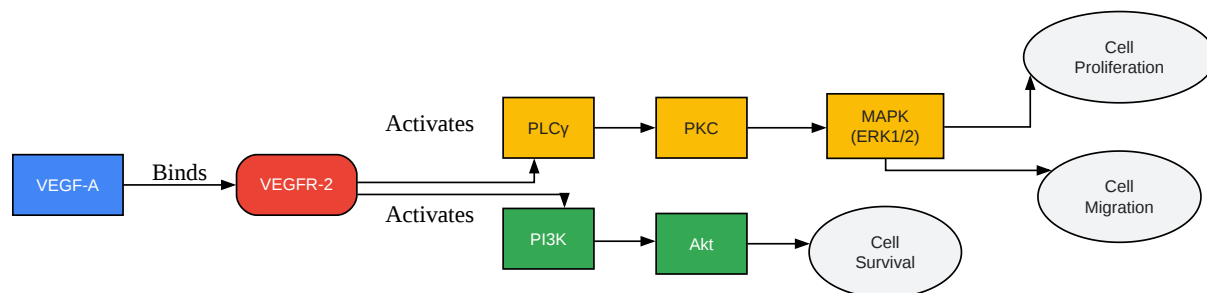 VEGF-A
Binds
VEGFR-2
Activates
PLCγ
PKC
MAPK
(ERK1/2)
Cell
Proliferation
Cell
Migration
Activates
PI3K
Akt
Cell
Survival